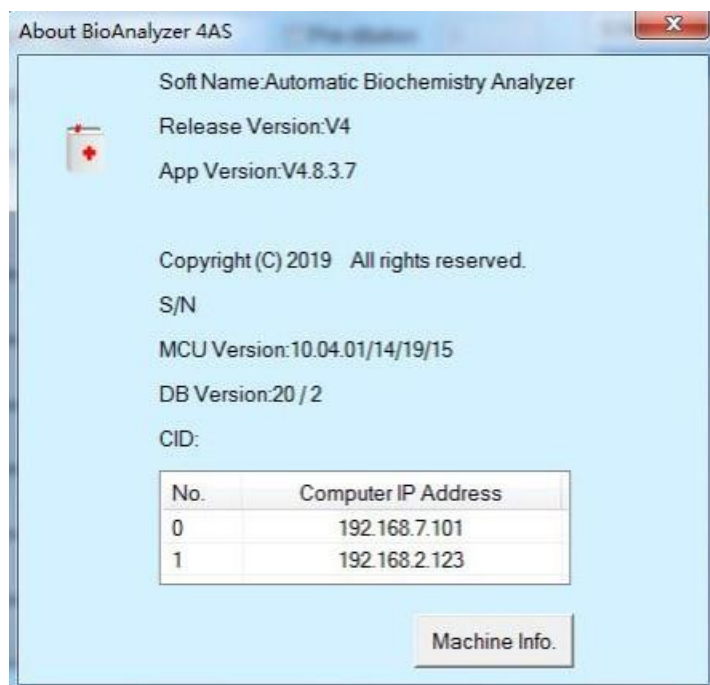 About BioAnalyzer 4AS
Soft Name:Automatic Biochemistry Analyzer
Release Version:V4
App Version:V4.8.3.7
Copyright (C) 2019 All rights reserved.
S/N
MCU Version:10.04.01/14/19/15
DB Version:20 / 2
CID:
No. Computer IP Address
0 192.168.7.101
1 192.168.2.123
Machine Info.